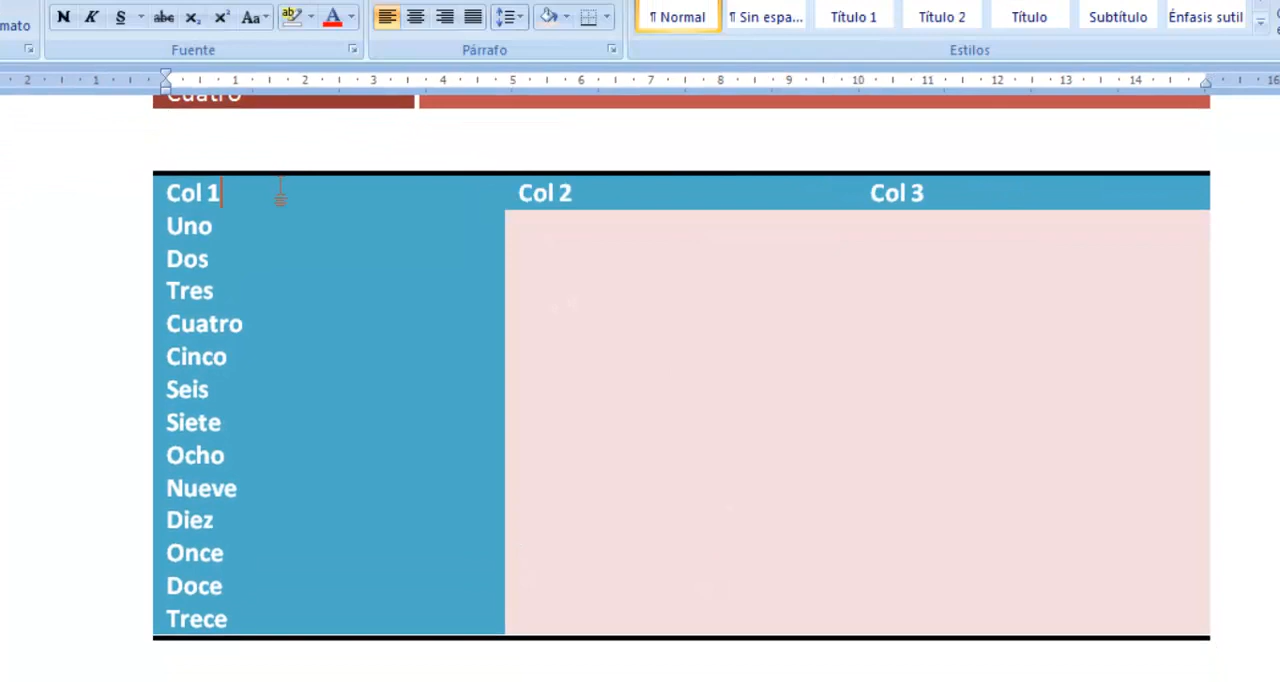 mato
N K S abc x₂ x² Aa ab A
¶ Normal ¶ Sin espa... Título 1 Título 2 Título Subtítulo Énfasis sutil
Fuente Párrafo Estilos
2 1 1 2 3 4 5 6 7 8 9 10 11 12 13 14 16
Cuatro
Col 1 Col 2 Col 3
Uno
Dos
Tres
Cuatro
Cinco
Seis
Siete
Ocho
Nueve
Diez
Once
Doce
Trece